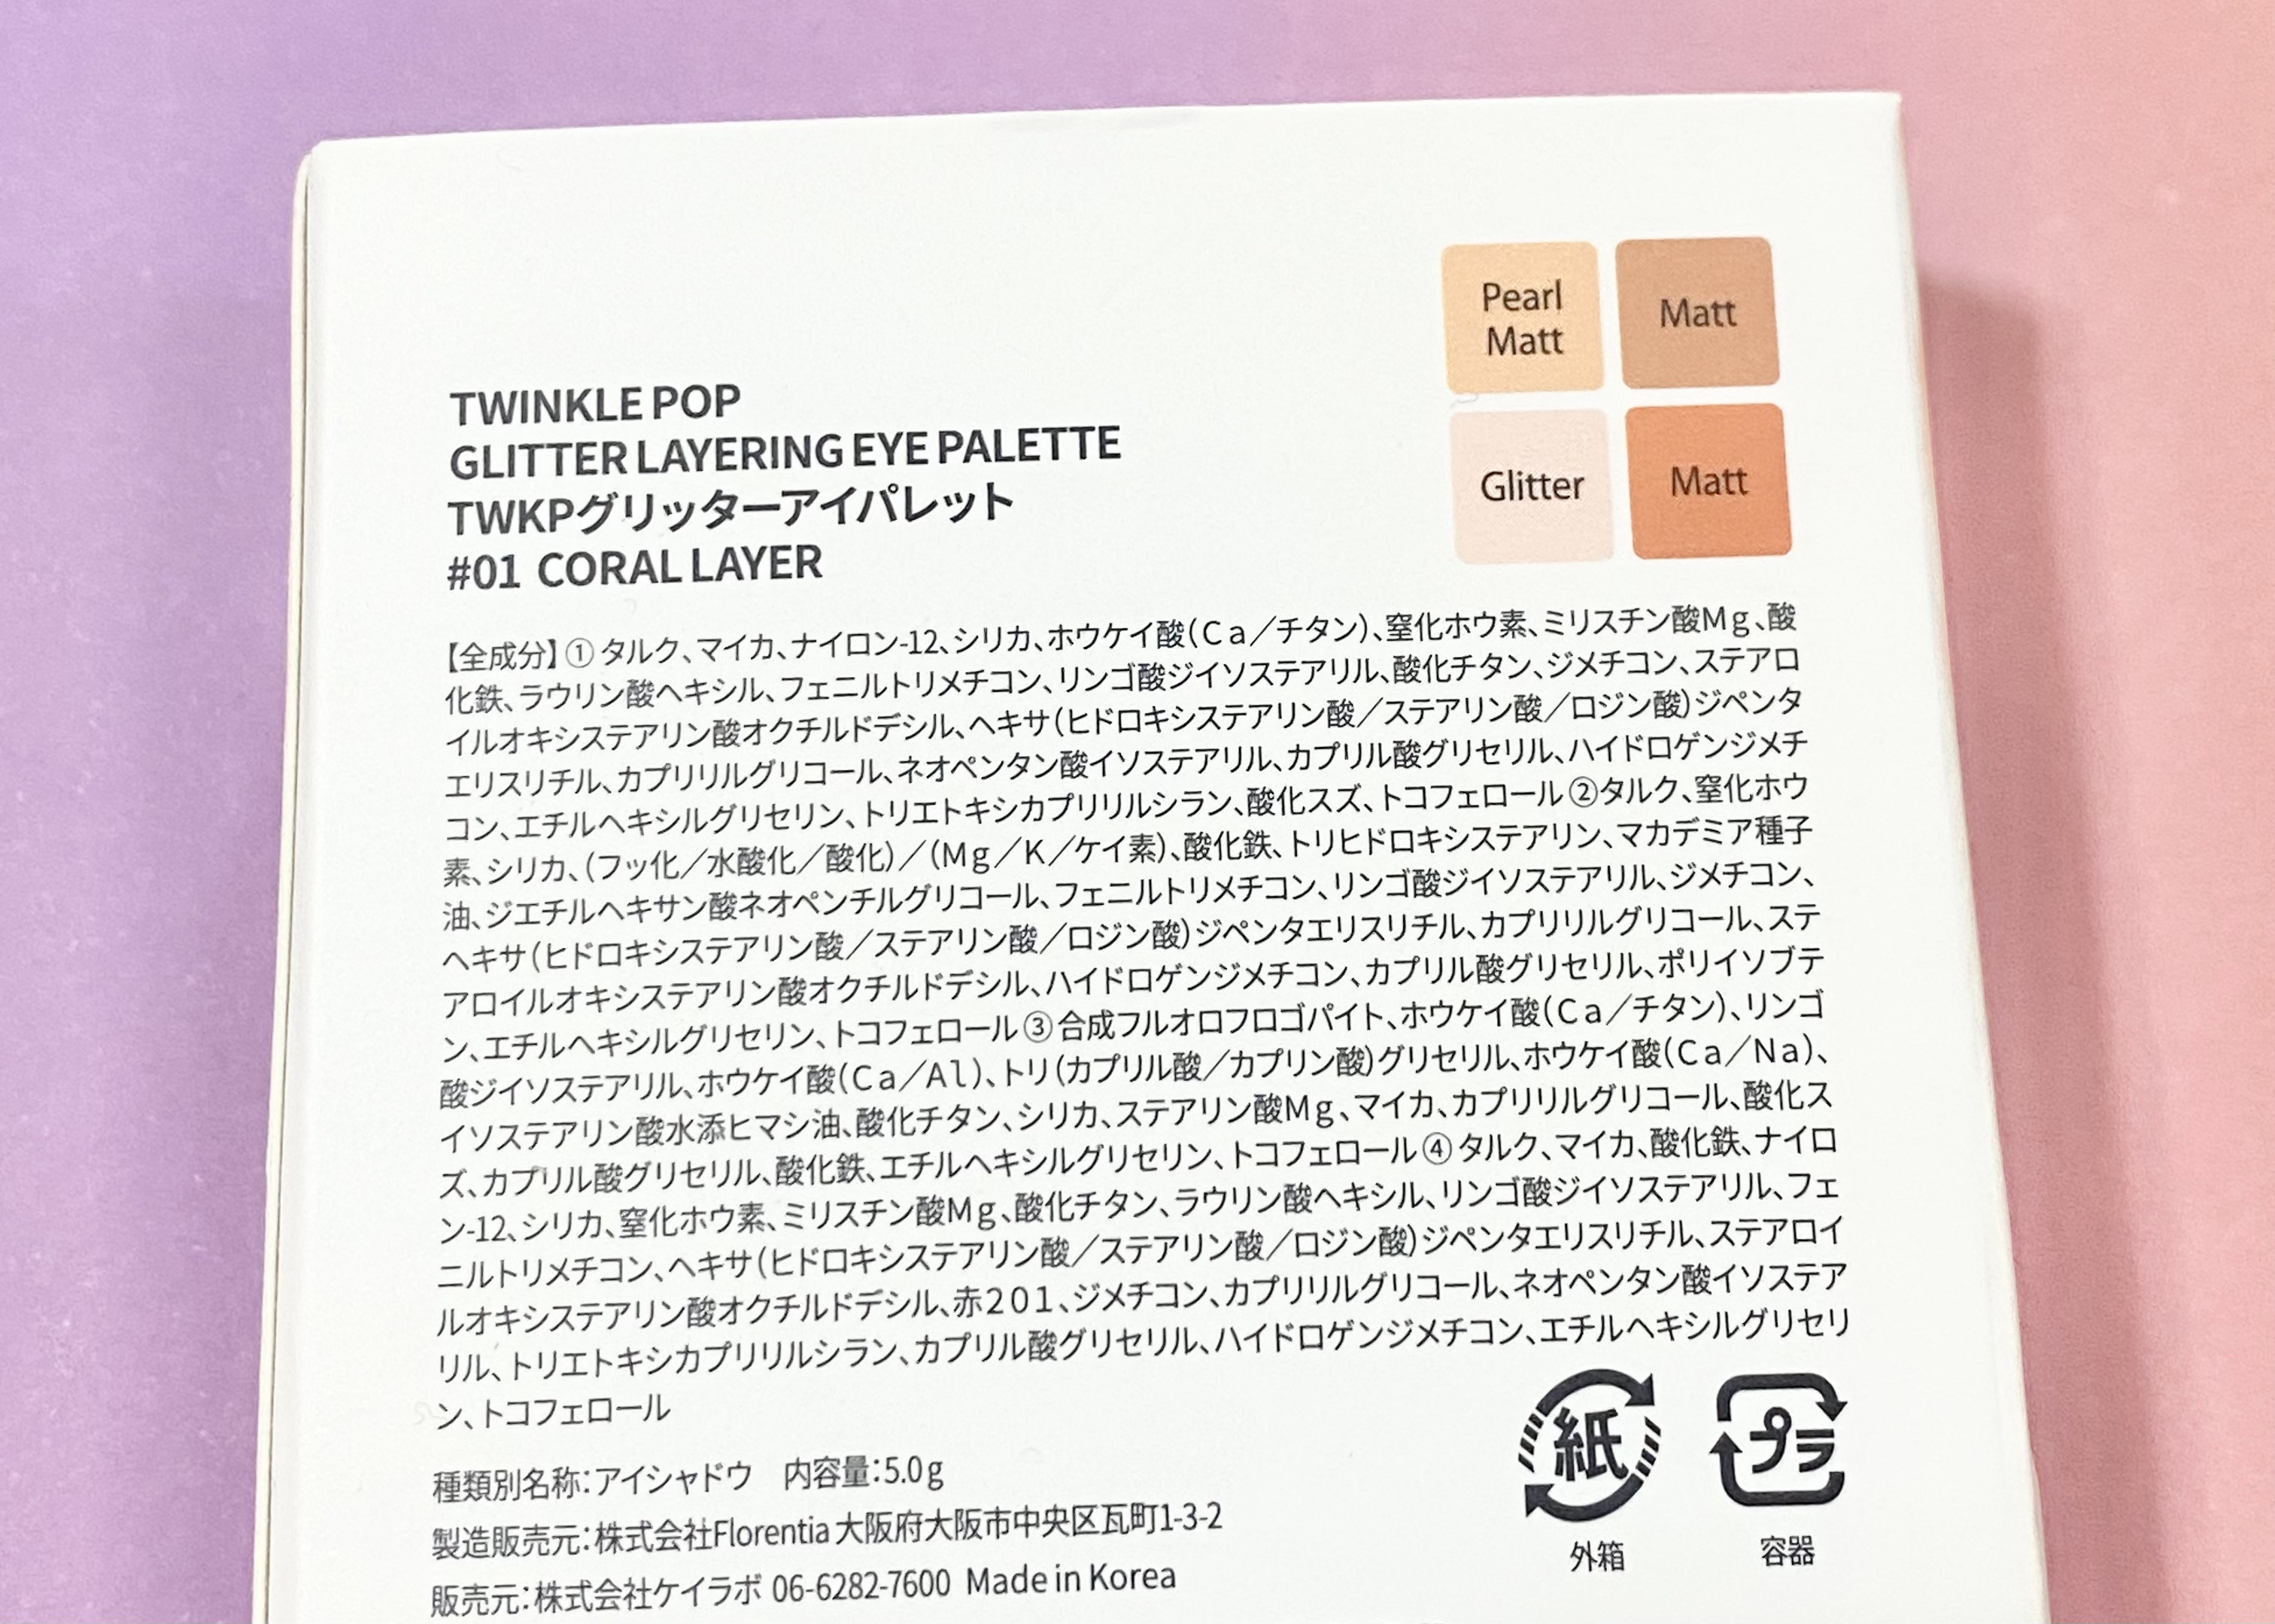 Pearl
Matt
Matt
Glitter
Matt
TWINKLE POP
GLITTER LAYERING EYE PALETTE
TWKPグリッターアイパレット
#01 CORAL LAYER
【全成分】①タルク、マイカ、ナイロン-12、シリカ、ホウケイ酸(Ca／チタン)、窒化ホウ素、ミリスチン酸Mg、酸
化鉄、ラウリン酸ヘキシル、フェニルトリメチコン、リンゴ酸ジイソステアリル、酸化チタン、ジメチコン、ステアロ
イルオキシステアリン酸オクチルドデシル、ヘキサ(ヒドロキシステアリン酸／ステアリン酸／ロジン酸)ジペンタ
エリスリチル、カプリリルグリコール、ネオペンタン酸イソステアリル、カプリル酸グリセリル、ハイドロゲンジメチ
コン、エチルヘキシルグリセリン、トリエトキシカプリリルシラン、酸化スズ、トコフェロール②タルク、窒化ホウ
素、シリカ、(フッ化／水酸化／酸化)／(Mg／K／ケイ素)、酸化鉄、トリヒドロキシステアリン、マカデミア種子
油、ジエチルヘキサン酸ネオペンチルグリコール、フェニルトリメチコン、リンゴ酸ジイソステアリル、ジメチコン、
ヘキサ(ヒドロキシステアリン酸／ステアリン酸／ロジン酸)ジペンタエリスリチル、カプリリルグリコール、ステ
アロイルオキシステアリン酸オクチルドデシル、ハイドロゲンジメチコン、カプリル酸グリセリル、ポリイソブテ
ン、エチルヘキシルグリセリン、トコフェロール③合成フルオロフロゴパイト、ホウケイ酸(Ca／チタン)、リンゴ
酸ジイソステアリル、ホウケイ酸(Ca／Al)、トリ(カプリル酸／カプリン酸)グリセリル、ホウケイ酸(Ca／Na)、
イソステアリン酸水添ヒマシ油、酸化チタン、シリカ、ステアリン酸Mg、マイカ、カプリリルグリコール、酸化ス
ズ、カプリル酸グリセリル、酸化鉄、エチルヘキシルグリセリン、トコフェロール④タルク、マイカ、酸化鉄、ナイロ
ン-12、シリカ、窒化ホウ素、ミリスチン酸Mg、酸化チタン、ラウリン酸ヘキシル、リンゴ酸ジイソステアリル、フェ
ニルトリメチコン、ヘキサ(ヒドロキシステアリン酸／ステアリン酸／ロジン酸)ジペンタエリスリチル、ステアロイ
ルオキシステアリン酸オクチルドデシル、赤201、ジメチコン、カプリリルグリコール、ネオペンタン酸イソステア
リル、トリエトキシカプリリルシラン、カプリル酸グリセリル、ハイドロゲンジメチコン、エチルヘキシルグリセリ
ン、トコフェロール
種類別名称：アイシャドウ　内容量：5.0g
製造販売元：株式会社Florentia 大阪府大阪市中央区瓦町1-3-2
販売元：株式会社ケイラボ 06-6282-7600 Made in Korea
紙
外箱
プラ
容器